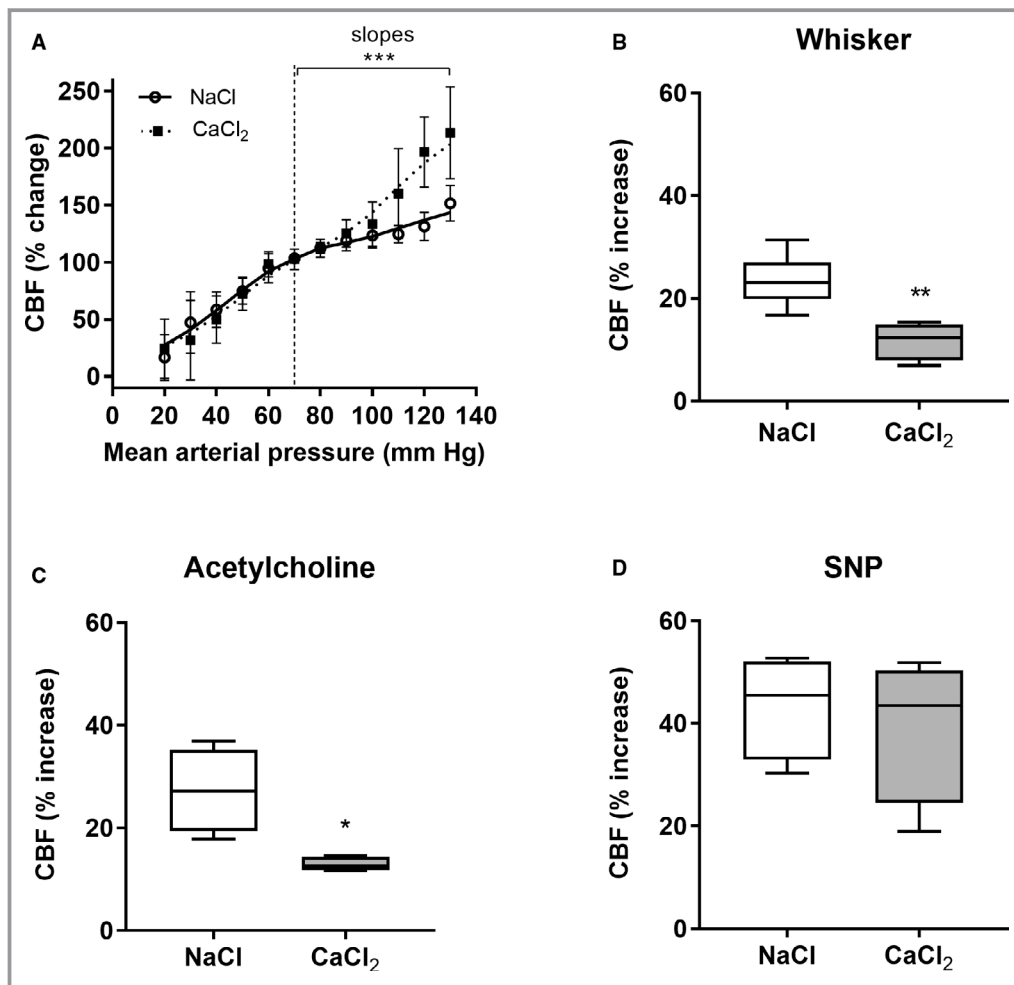 A
slopes
***
NaCl
CaCl₂
250
200
150
100
50
0
CBF (% change)
0 20 40 60 80 100 120 140
Mean arterial pressure (mm Hg)
B
Whisker
60
40
20
0
CBF (% increase)
**
NaCl CaCl₂
C
Acetylcholine
60
40
20
0
CBF (% increase)
*
NaCl CaCl₂
D
SNP
60
40
20
0
CBF (% increase)
NaCl CaCl₂